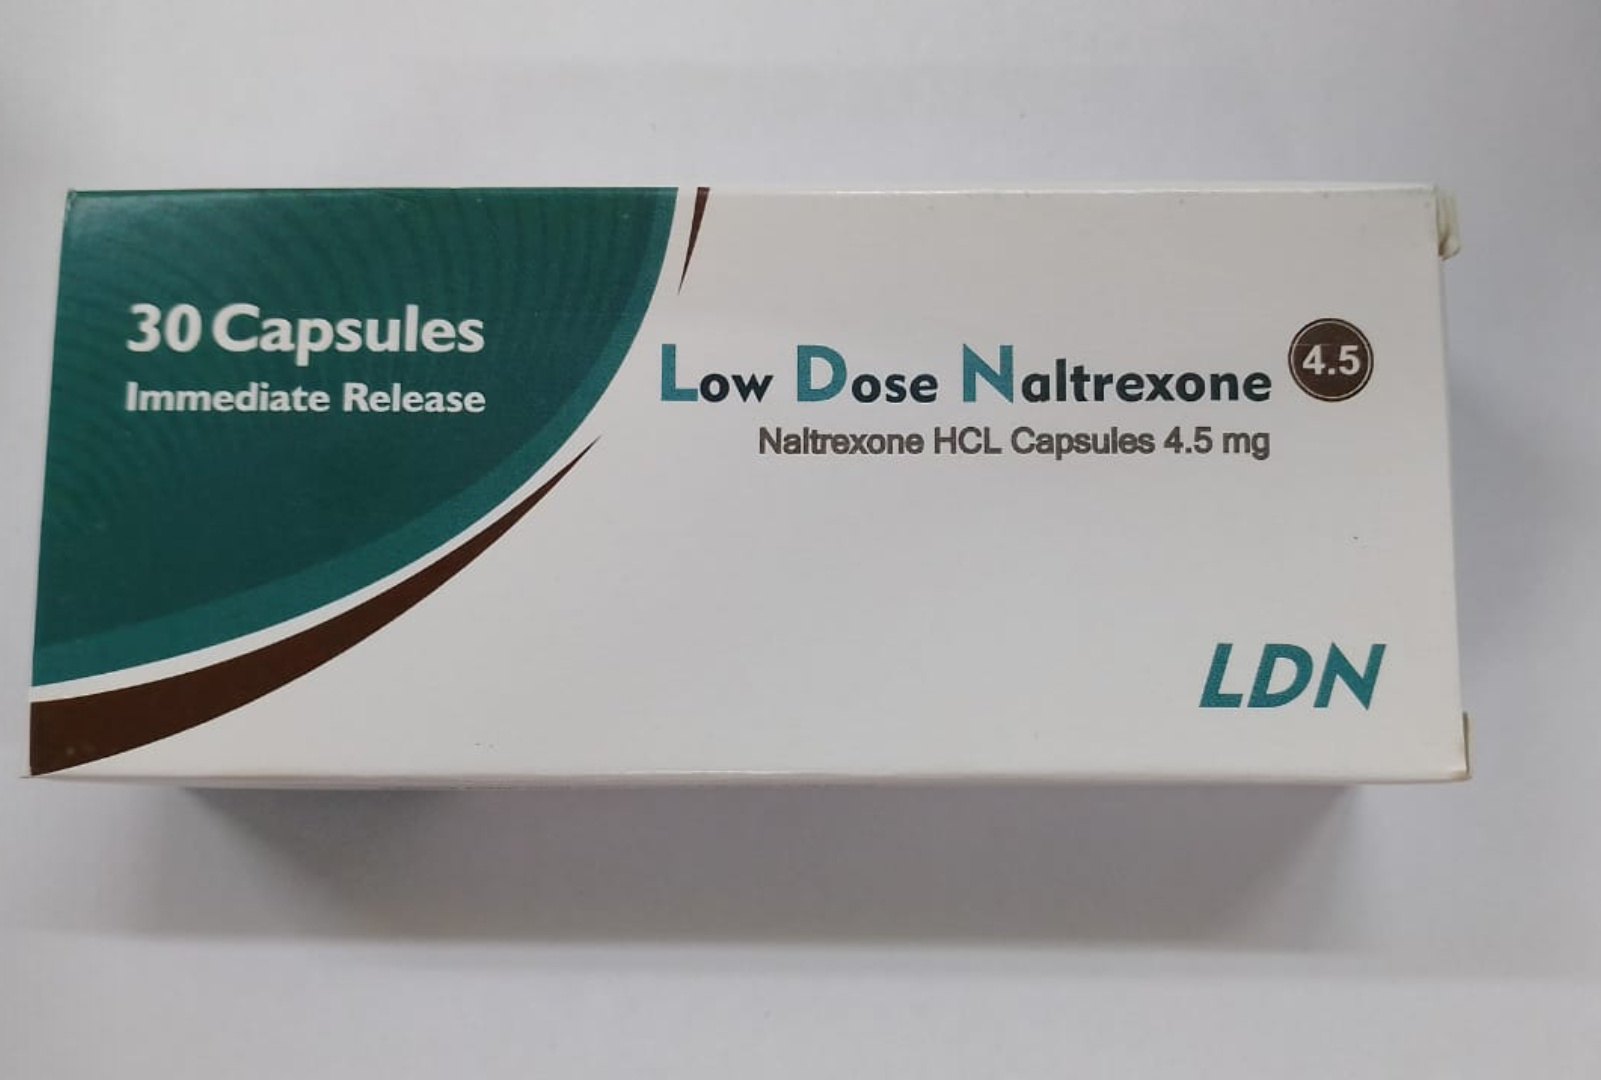 30 Capsules
Immediate Release
Low Dose Naltrexone 4.5
Naltrexone HCL Capsules 4.5 mg
LDN